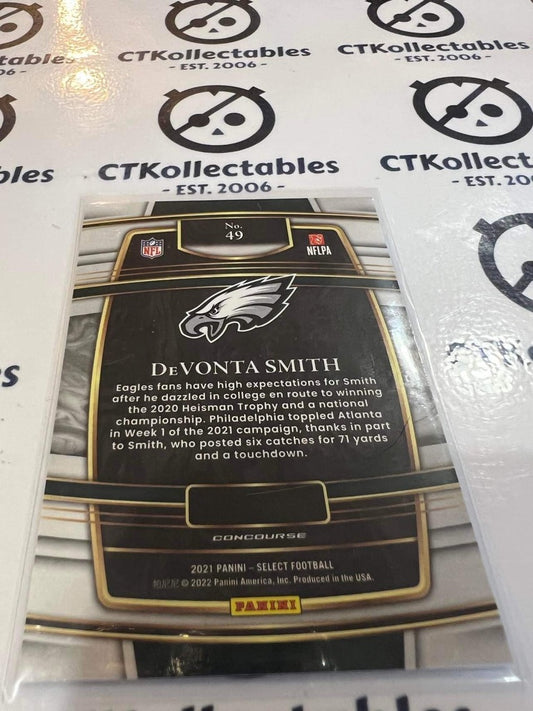 CTKollectables
- EST. 2006 -
CTKollectables
- EST. 2006 -
CTKollectables
- EST. 2006 -
CTKollectables
- EST. 20
No.
49
NFL
NFLPA
DeVONTA SMITH
Eagles fans have high expectations for Smith
after he dazzled in college en route to winning
the 2020 Heisman Trophy and a national
championship. Philadelphia toppled Atlanta
in Week 1 of the 2021 campaign, thanks in part
to Smith, who posted six catches for 71 yards
and a touchdown.
CONCOURSE
2021 PANINI – SELECT FOOTBALL
© 2022 Panini America, Inc. Produced in the USA.
PANINI